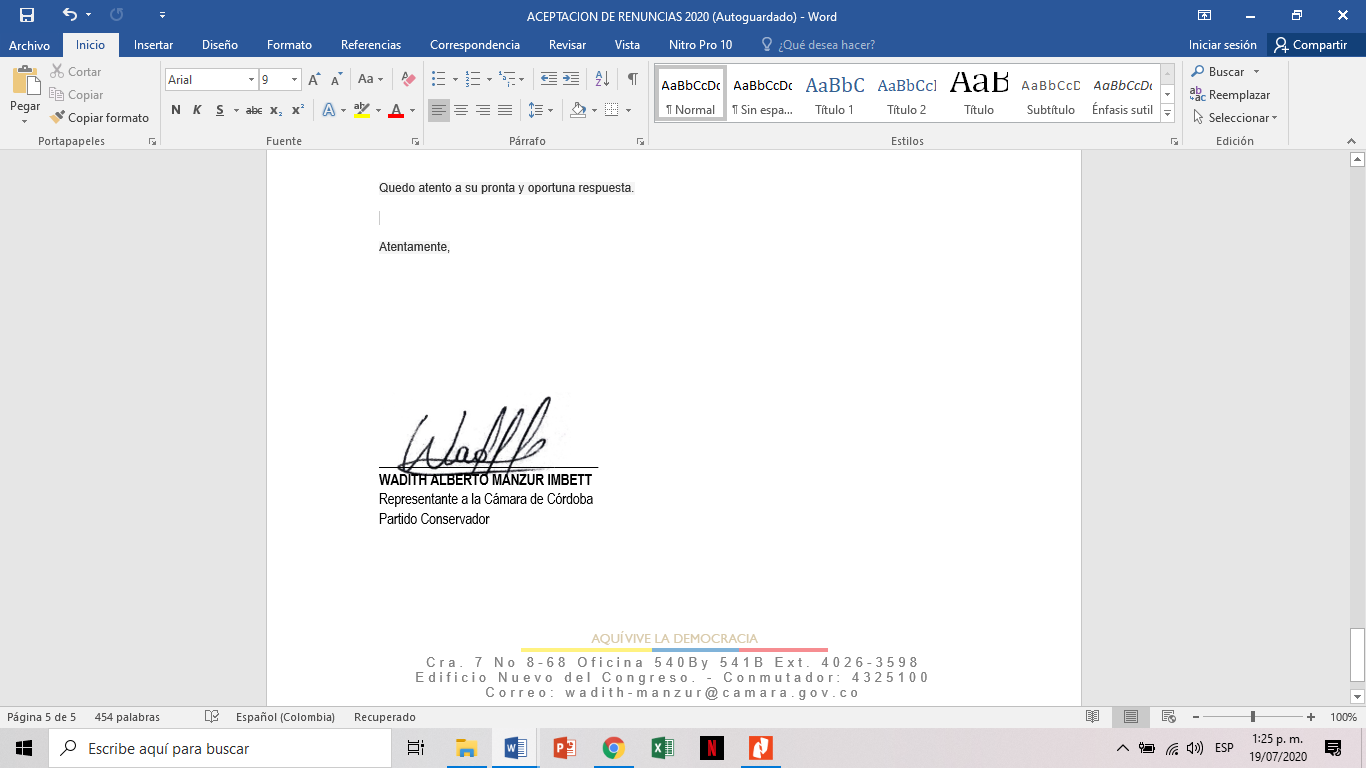 ACEPTACION DE RENUNCIAS 2020 (Autoguardado) - Word
Archivo Inicio Insertar Diseño Formato Referencias Correspondencia Revisar Vista Nitro Pro 10 ¿Qué desea hacer? Iniciar sesión Compartir
Pegar
Cortar
Copiar
Copiar formato
Portapapeles
Arial 9
Aa
N K S abc x₂ x²
Fuente
Párrafo
AaBbCcDc AaBbCcDc AaBbC AaBbCcI AaB AaBbCcD AaBbCcDc
¶ Normal ¶ Sin espa... Título 1 Título 2 Título Subtítulo Énfasis sutil
Estilos
Buscar
Reemplazar
Seleccionar
Edición
Quedo atento a su pronta y oportuna respuesta.
Atentamente,
WADITH ALBERTO MANZUR IMBETT
Representante a la Cámara de Córdoba
Partido Conservador
AQUÍ VIVE LA DEMOCRACIA
Cra. 7 No 8-68 Oficina 540By 541B Ext. 4026-3598
Edificio Nuevo del Congreso. - Conmutador: 4325100
Correo: wadith-manzur@camara.gov.co
Página 5 de 5 454 palabras Español (Colombia) Recuperado 100%
Escribe aquí para buscar
ESP
1:25 p. m.
19/07/2020